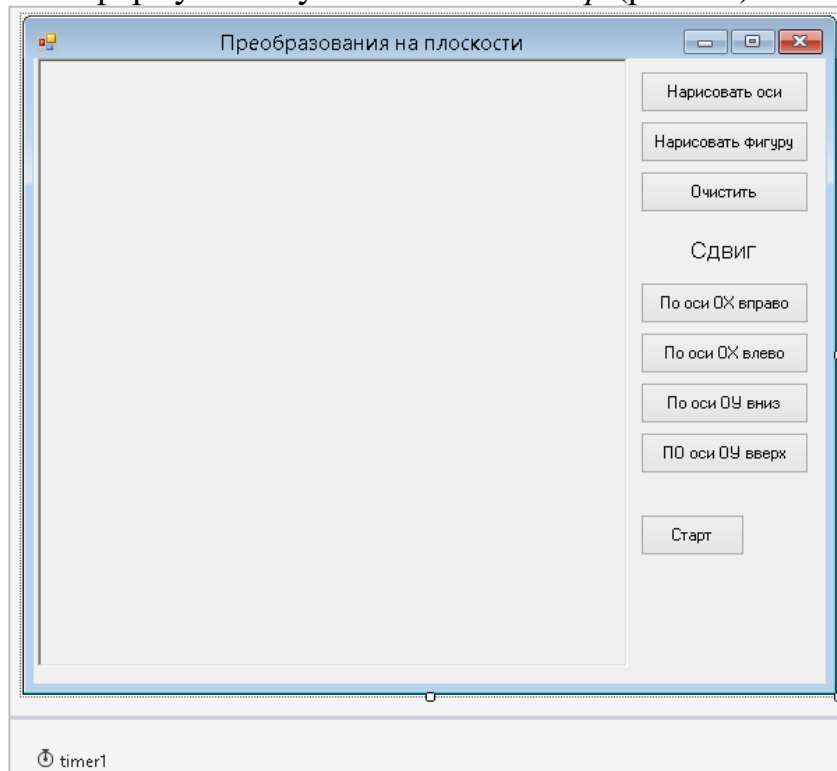 Преобразования на плоскости
Нарисовать оси
Нарисовать фигуру
Очистить
Сдвиг
По оси ОХ вправо
По оси ОХ влево
По оси ОУ вниз
ПО оси ОУ вверх
Старт
timer1